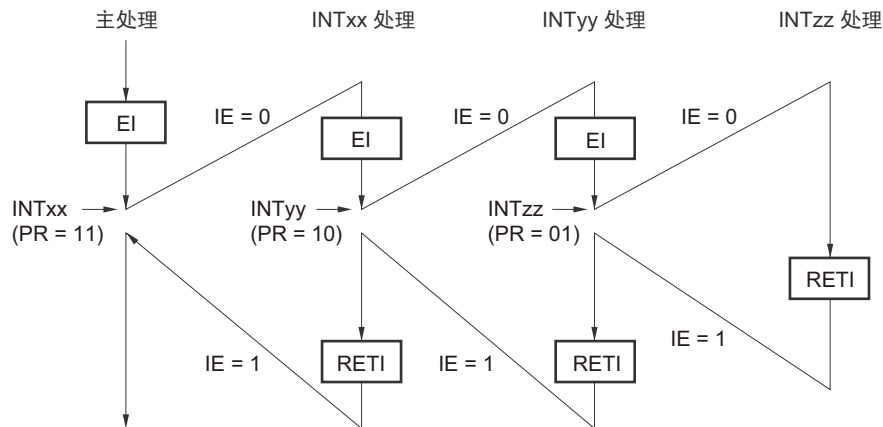 主处理
INTxx 处理
INTyy 处理
INTzz 处理
EI
IE = 0
EI
IE = 0
EI
IE = 0
INTxx
(PR = 11)
INTyy
(PR = 10)
INTzz
(PR = 01)
RETI
IE = 1
RETI
IE = 1
RETI
IE = 1